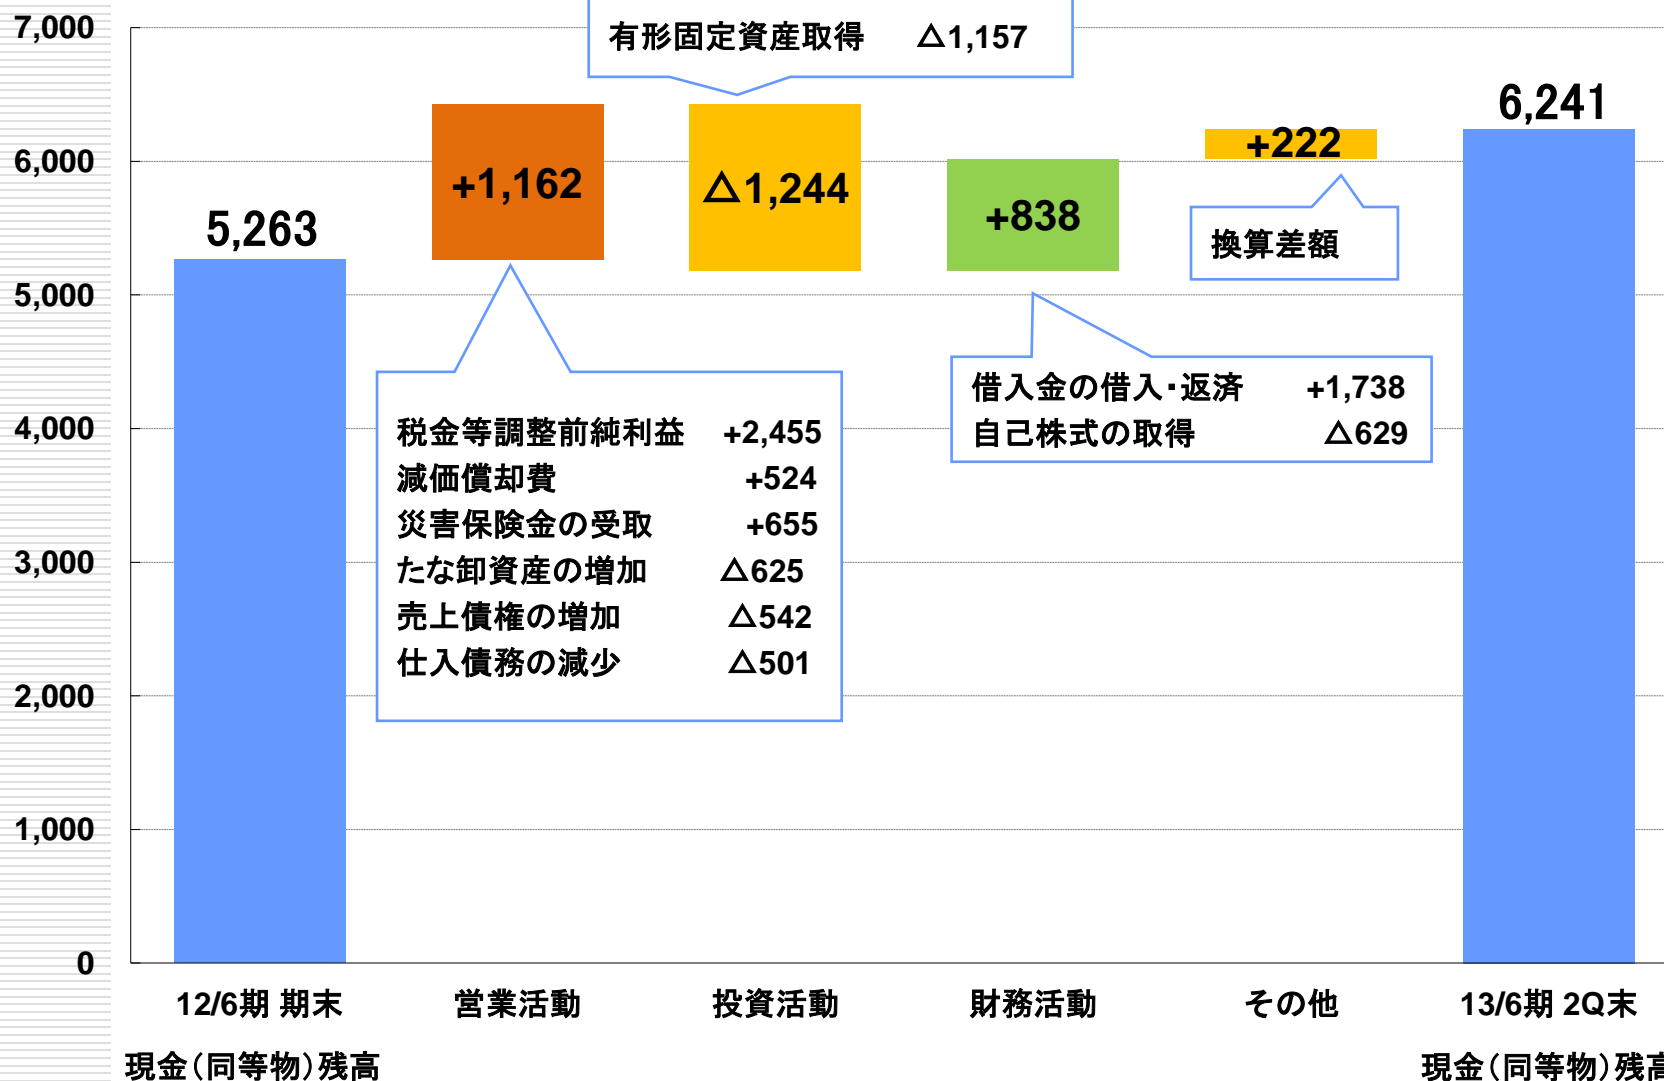 有形固定資産取得 △1,157
7,000
6,000
5,000
4,000
3,000
2,000
1,000
0
5,263
+1,162
△1,244
+838
+222
6,241
換算差額
税金等調整前純利益 +2,455
減価償却費 +524
災害保険金の受取 +655
たな卸資産の増加 △625
売上債権の増加 △542
仕入債務の減少 △501
借入金の借入・返済 +1,738
自己株式の取得 △629
12/6期 期末
営業活動
投資活動
財務活動
その他
13/6期 2Q末
現金(同等物)残高
現金(同等物)残高